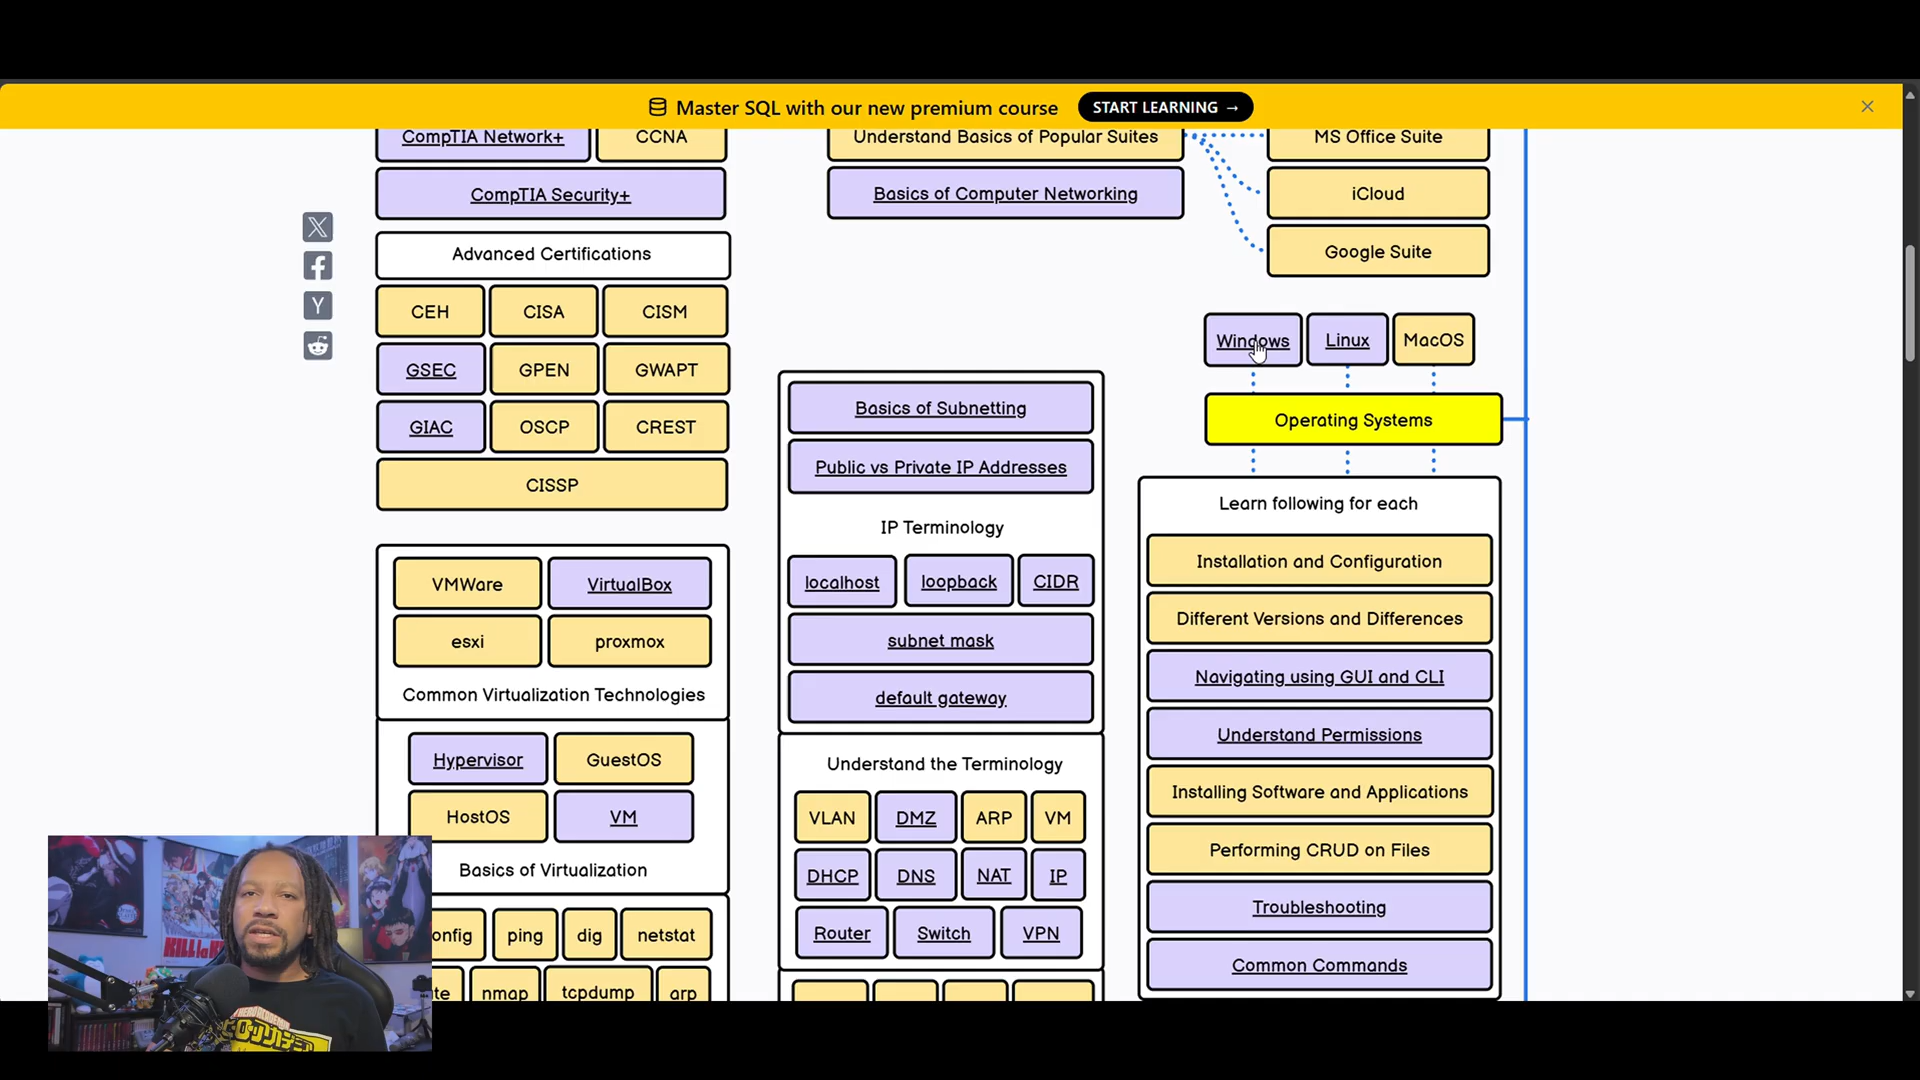 Master SQL with our new premium course
START LEARNING →
CompTIA Network+
CCNA
CompTIA Security+
Advanced Certifications
CEH
CISA
CISM
GSEC
GPEN
GWAPT
GIAC
OSCP
CREST
CISSP
VMWare
VirtualBox
esxi
proxmox
Common Virtualization Technologies
Hypervisor
GuestOS
HostOS
VM
Basics of Virtualization
ping
dig
netstat
nmap
tcpdump
arp
Understand Basics of Popular Suites
Basics of Computer Networking
MS Office Suite
iCloud
Google Suite
Basics of Subnetting
Public vs Private IP Addresses
IP Terminology
localhost
loopback
CIDR
subnet mask
default gateway
Understand the Terminology
VLAN
DMZ
ARP
VM
DHCP
DNS
NAT
IP
Router
Switch
VPN
Windows
Linux
MacOS
Operating Systems
Learn following for each
Installation and Configuration
Different Versions and Differences
Navigating using GUI and CLI
Understand Permissions
Installing Software and Applications
Performing CRUD on Files
Troubleshooting
Common Commands